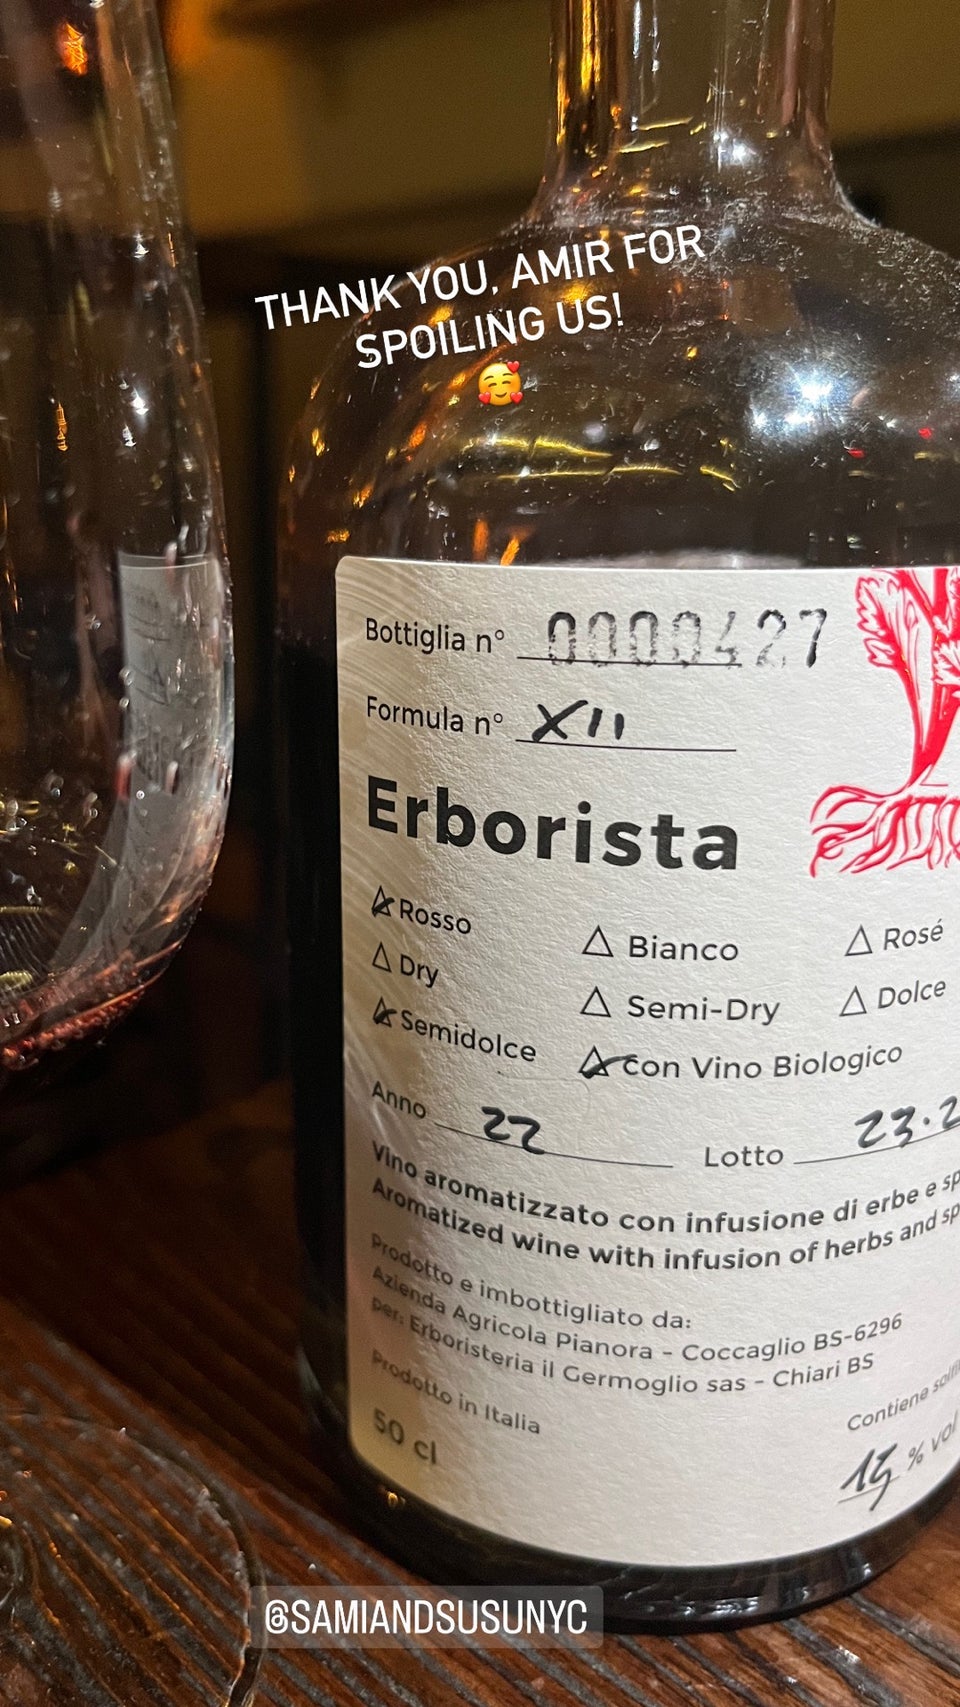 THANK YOU, AMIR FOR
SPOILING US!
Bottiglia n° 0000427
Formula n° XII
Erborista
Rosso
Bianco
Rosé
Dry
Semi-Dry
Dolce
Semidolce
con Vino Biologico
Anno 22
Lotto 23.2
Vino aromatizzato con infusione di erbe e sp
Aromatized wine with infusion of herbs and sp
Prodotto e imbottigliato da:
Azienda Agricola Pianora - Coccaglio BS-6296
per: Erboristeria il Germoglio sas - Chiari BS
Prodotto in Italia
Contiene solfi
50 cl
% vol
@SAMIANDSUSUNYC